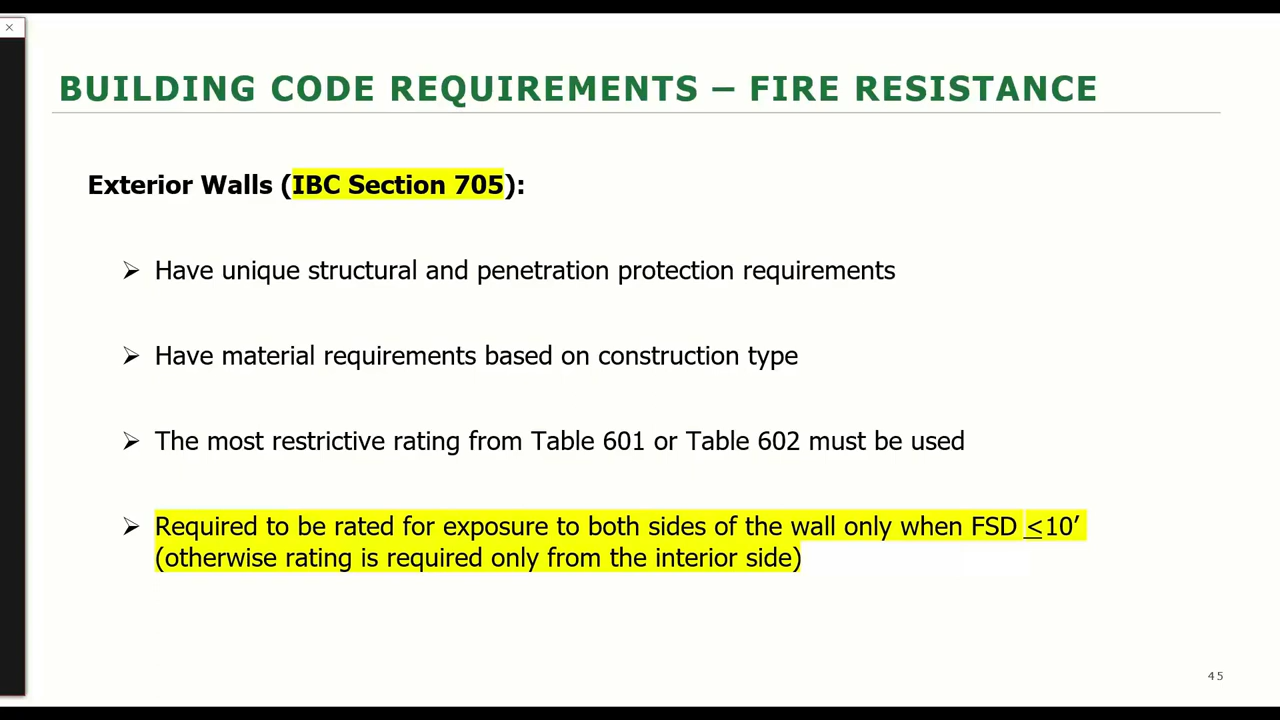 BUILDING CODE REQUIREMENTS – FIRE RESISTANCE
Exterior Walls (IBC Section 705):
➢ Have unique structural and penetration protection requirements
➢ Have material requirements based on construction type
➢ The most restrictive rating from Table 601 or Table 602 must be used
➢ Required to be rated for exposure to both sides of the wall only when FSD <10’
(otherwise rating is required only from the interior side)
45